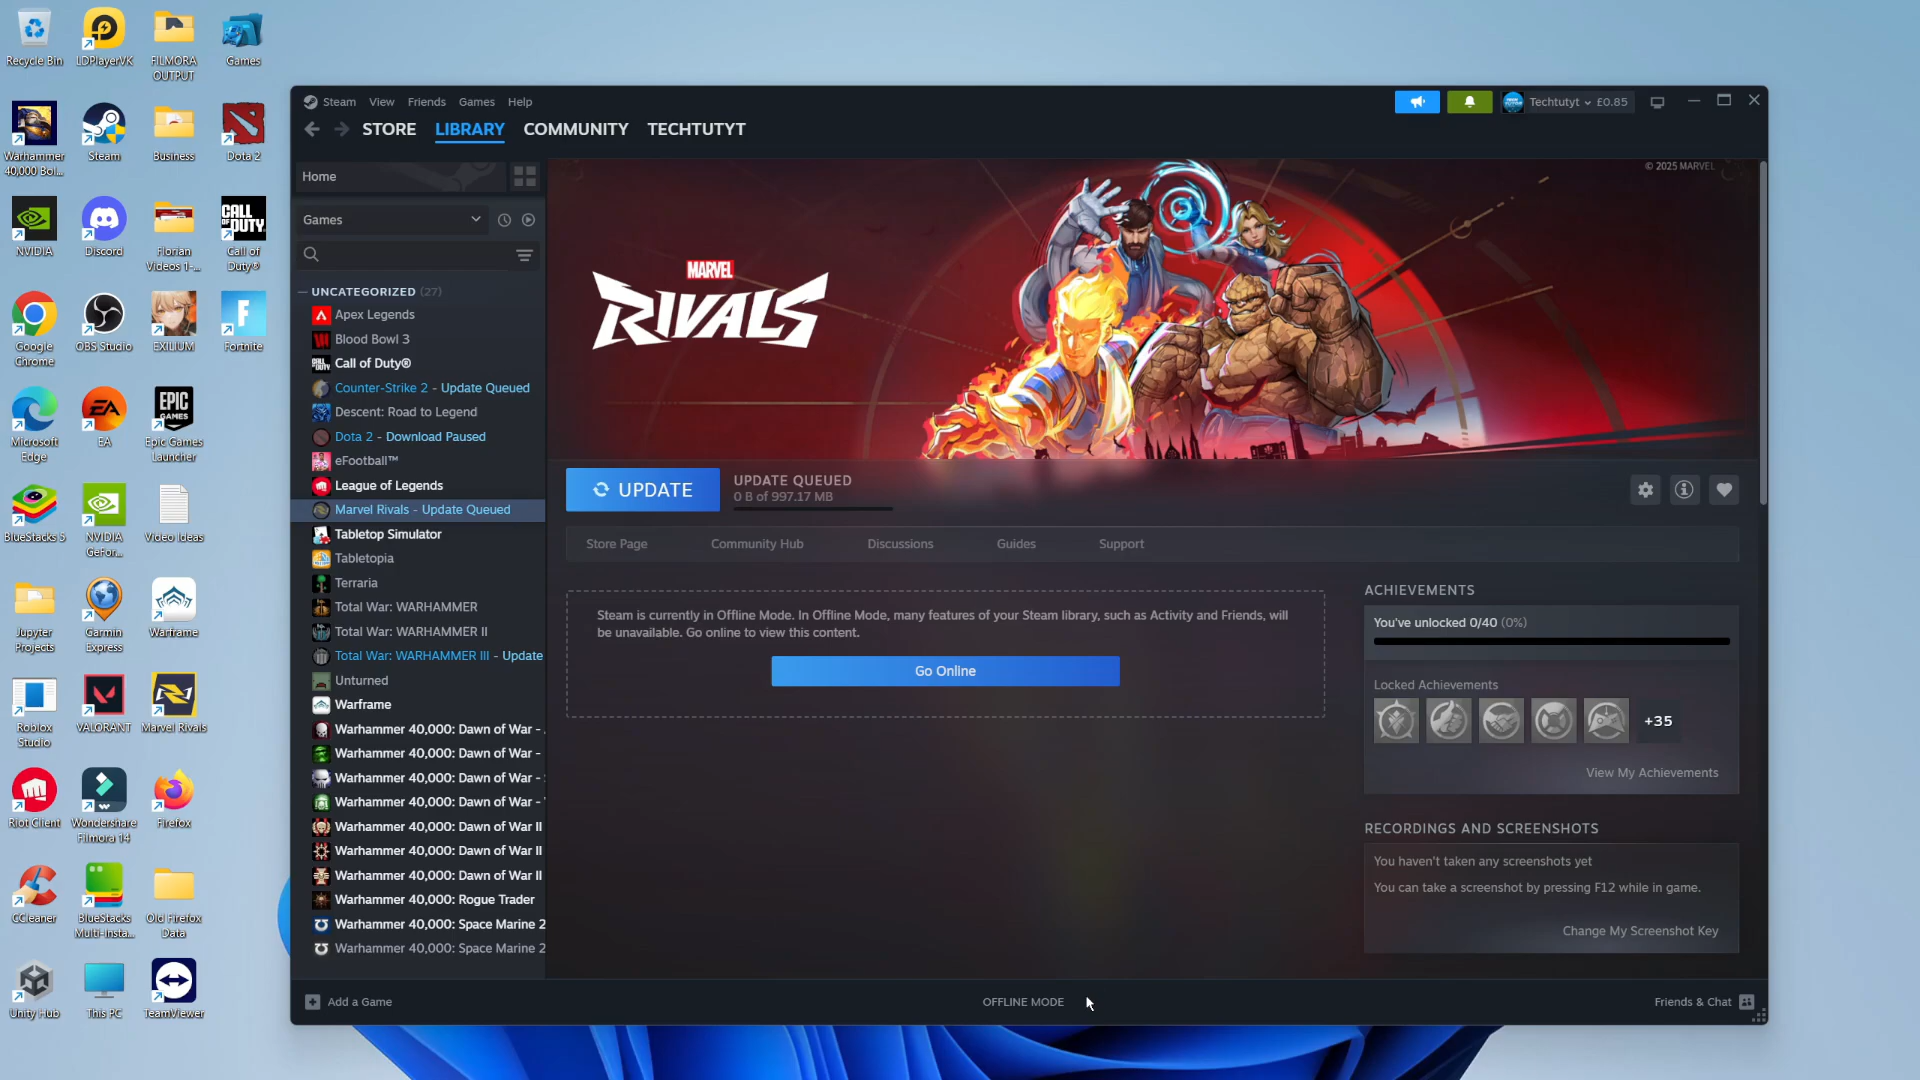 Recycle Bin
LDPlayerVK
FILMORA
OUTPUT
Games
Warhammer
40,000 Bol...
Steam
Business
Dota 2
NVIDIA
Discord
Florian
Videos 1-...
Call of
Duty®
CALL OF DUTY
Google
Chrome
OBS Studio
EXILIUM
Fortnite
Microsoft
Edge
EA
Epic Games
Launcher
EPIC
GAMES
BlueStacks 5
NVIDIA
GeFor...
Video Ideas
Jupyter
Projects
Garmin
Express
Warframe
Roblox
Studio
VALORANT
Marvel Rivals
Riot Client
Wondershare
Filmora 14
Firefox
CCleaner
BlueStacks
Multi-Insta...
Old Firefox
Data
Unity Hub
This PC
TeamViewer
Steam View Friends Games Help
Techtutyt £0.85
STORE LIBRARY COMMUNITY TECHTUTYT
Home
Games
UNCATEGORIZED (27)
Apex Legends
Blood Bowl 3
Call of Duty®
Counter-Strike 2 - Update Queued
Descent: Road to Legend
Dota 2 - Download Paused
eFootball™
League of Legends
Marvel Rivals - Update Queued
Tabletop Simulator
Tabletopia
Terraria
Total War: WARHAMMER
Total War: WARHAMMER II
Total War: WARHAMMER III - Update
Unturned
Warframe
Warhammer 40,000: Dawn of War - .
Warhammer 40,000: Dawn of War -
Warhammer 40,000: Dawn of War -
Warhammer 40,000: Dawn of War -
Warhammer 40,000: Dawn of War II
Warhammer 40,000: Dawn of War II
Warhammer 40,000: Dawn of War II
Warhammer 40,000: Rogue Trader
Warhammer 40,000: Space Marine 2
Warhammer 40,000: Space Marine 2
© 2025 MARVEL
MARVEL
RIVALS
UPDATE
UPDATE QUEUED
0 B of 997.17 MB
Store Page Community Hub Discussions Guides Support
Steam is currently in Offline Mode. In Offline Mode, many features of your Steam library, such as Activity and Friends, will
be unavailable. Go online to view this content.
Go Online
ACHIEVEMENTS
You've unlocked 0/40 (0%)
Locked Achievements
+35
View My Achievements
RECORDINGS AND SCREENSHOTS
You haven't taken any screenshots yet
You can take a screenshot by pressing F12 while in game.
Change My Screenshot Key
Add a Game
OFFLINE MODE
Friends & Chat